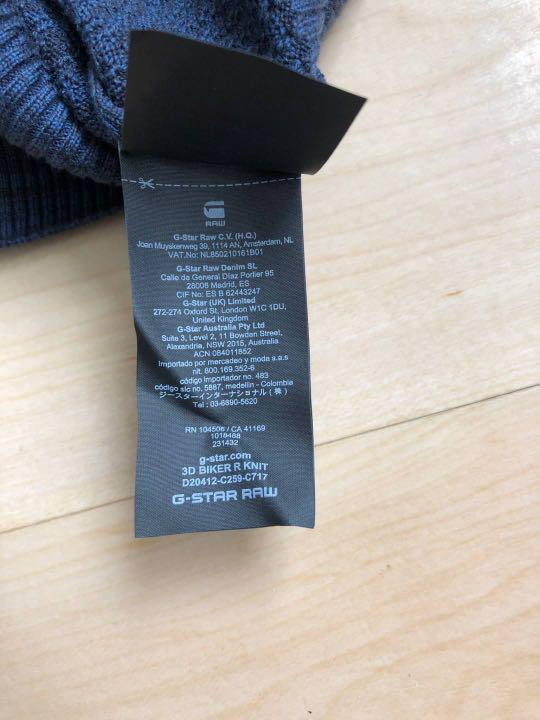 RAW
G-Star Raw C.V. (H.Q.)
Joan Muyskenweg 39, 1114 AN, Amsterdam, NL
VAT.No: NL850210161B01
G-Star Raw Denim SL
Calle de General Díaz Porlier 95
28006 Madrid, ES
CIF No: ES B 62443247
G-Star (UK) Limited
272-274 Oxford St, London W1C 1DU,
United Kingdom
G-Star Australia Pty Ltd
Suite 3, Level 2, 11 Bowden Street,
Alexandria, NSW 2015, Australia
ACN 084011852
Importado por mercadeo y moda s.a.s
nit. 800.169.352-6
código importador no. 483
código sic no. 5887, medellin - Colombia
ジースターインターナショナル（株）
Tel : 03-6890-5620
RN 104506 / CA 41169
1018488
231432
g-star.com
3D BIKER R KNIT
D20412-C259-C717
G-STAR RAW